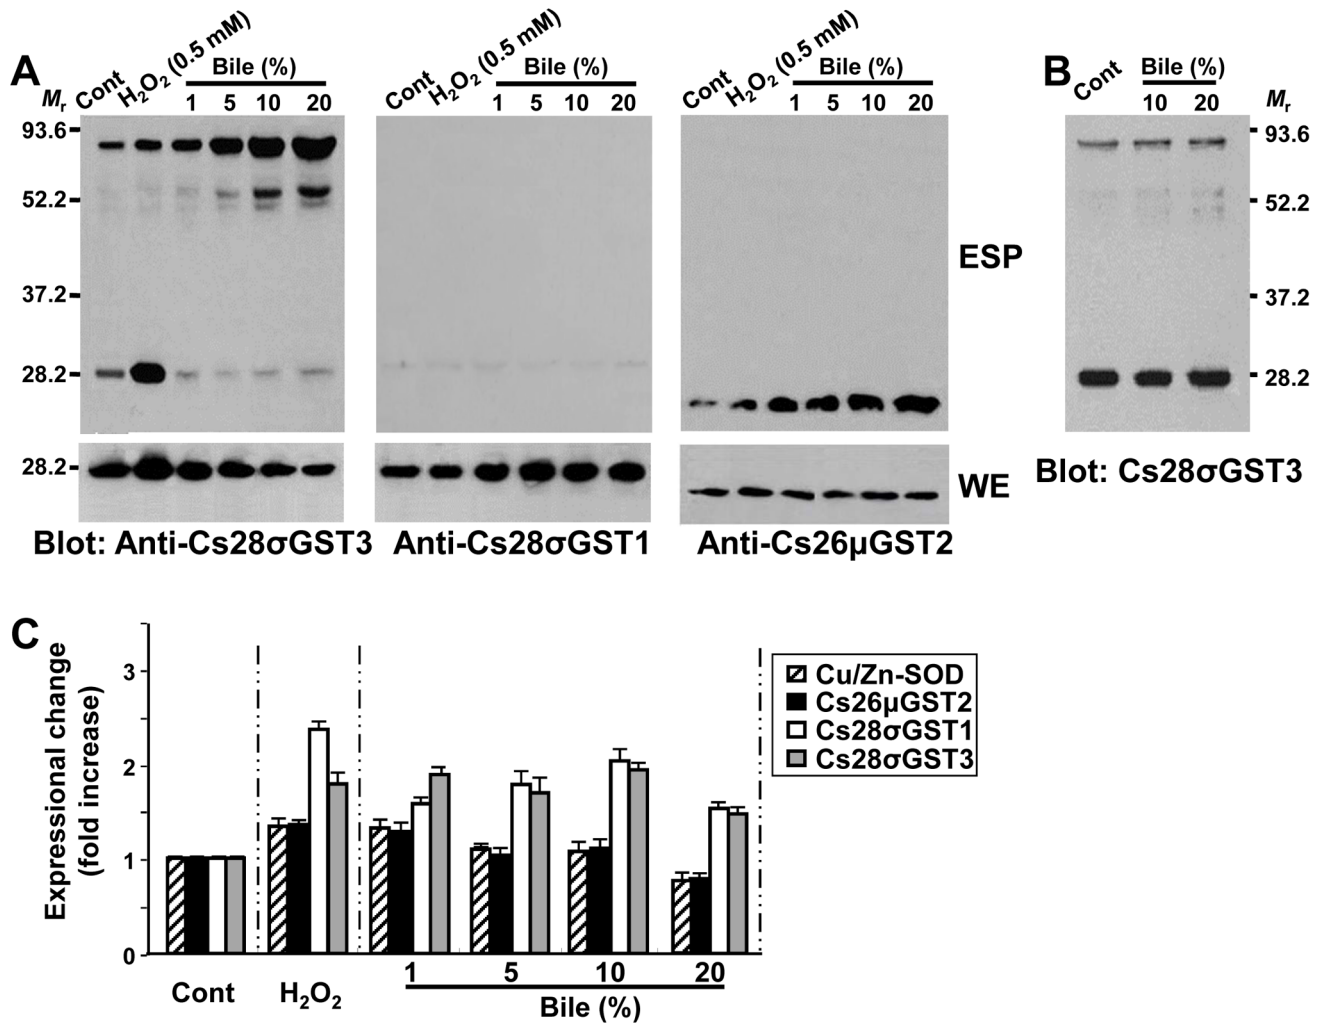 A
Cont H₂O₂ (0.5 mM) Bile (%)
1 5 10 20
Cont H₂O₂ (0.5 mM) Bile (%)
1 5 10 20
Cont H₂O₂ (0.5 mM) Bile (%)
1 5 10 20
Mr
93.6
52.2
37.2
28.2
28.2
ESP
WE
Blot: Anti-Cs28σGST3
Anti-Cs28σGST1
Anti-Cs26μGST2
B
Cont Bile (%)
10 20
Mr
93.6
52.2
37.2
28.2
Blot: Cs28σGST3
C
Expressional change
(fold increase)
3
2
1
0
Cu/Zn-SOD
Cs26μGST2
Cs28σGST1
Cs28σGST3
1 5 10 20
Cont H₂O₂ Bile (%)